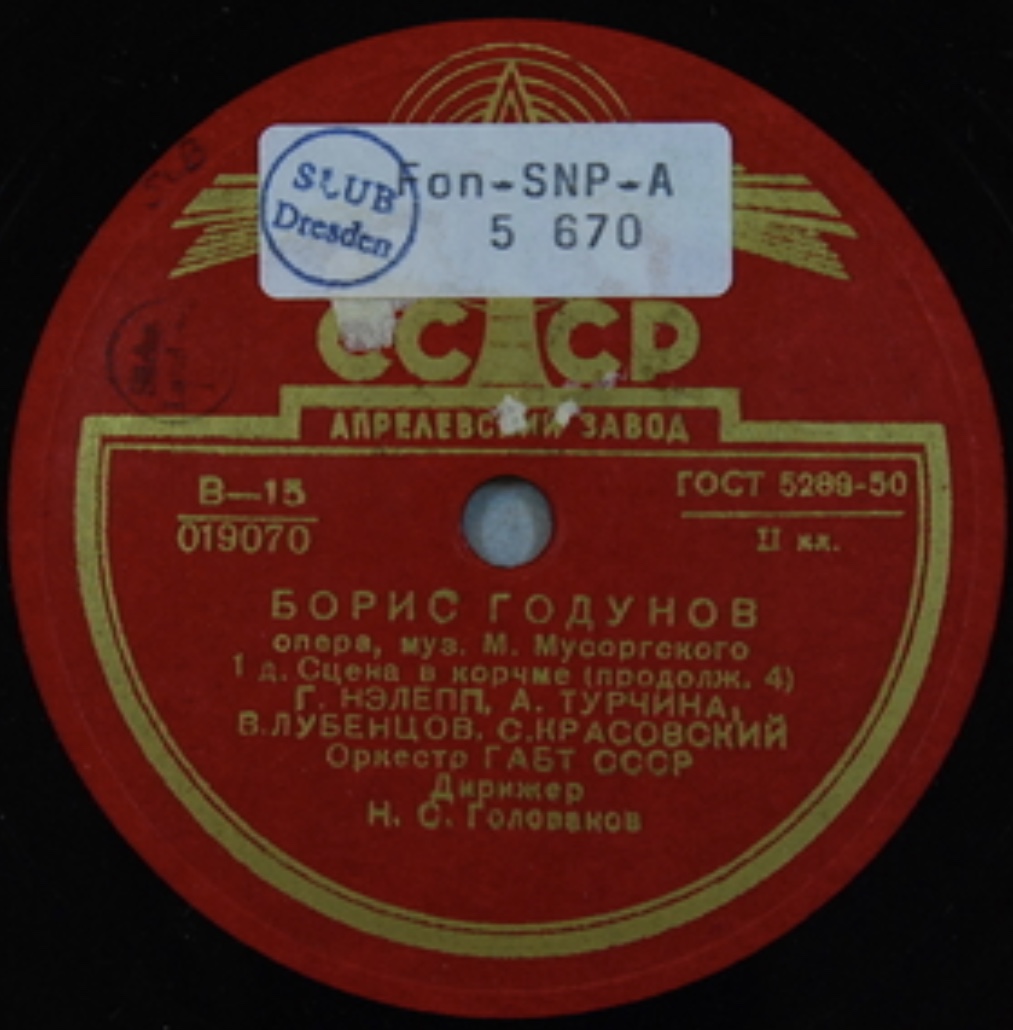 SLUB
Dresden
Fon-SNP-A
5 670
СССР
АПРЕЛЕВСКИЙ ЗАВОД
В—15
019070
ГОСТ 5289-50
II кл.
БОРИС ГОДУНОВ
опера, муз. М. Мусоргского
1 д. Сцена в корчме (продолж. 4)
Г. НЭЛЕПП, А. ТУРЧИНА,
В.ЛУБЕНЦОВ, С.КРАСОВСКИЙ
Оркестр ГАБТ СССР
Дирижер
Н. С. Голованов